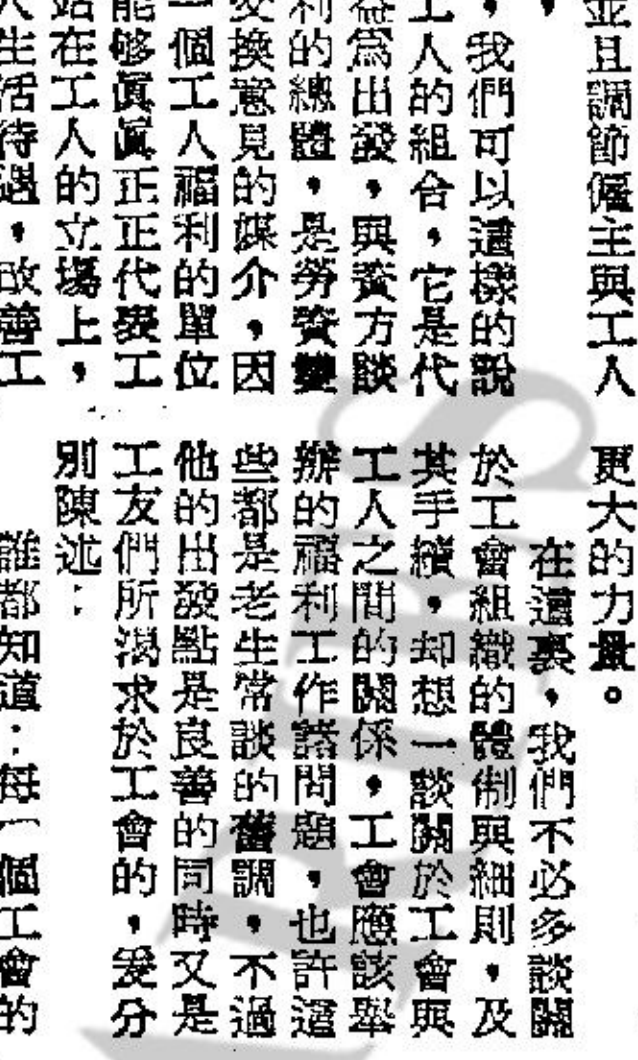 並且調節僱主與工人
，
，我們可以這樣的說
工人的組合，它是代
益爲出發，與資方談
利的總體，是勞資雙
交換意見的媒介，因
一個工人福利的單位
能够眞眞正正代表工
站在工人的立場上，
人生活待遇，改善工
更大的力量。
在這裏，我們不必多談關
於工會組織的體制與細則，及
其手續，却想一談關於工會與
工人之間的關係，工會應該舉
辦的福利工作諸問題，也許這
些都是老生常談的舊調，不過
他的出發點是良善的同時又是
工友們所渴求於工會的，爰分
別陳述：
誰都知道：每一個工會的